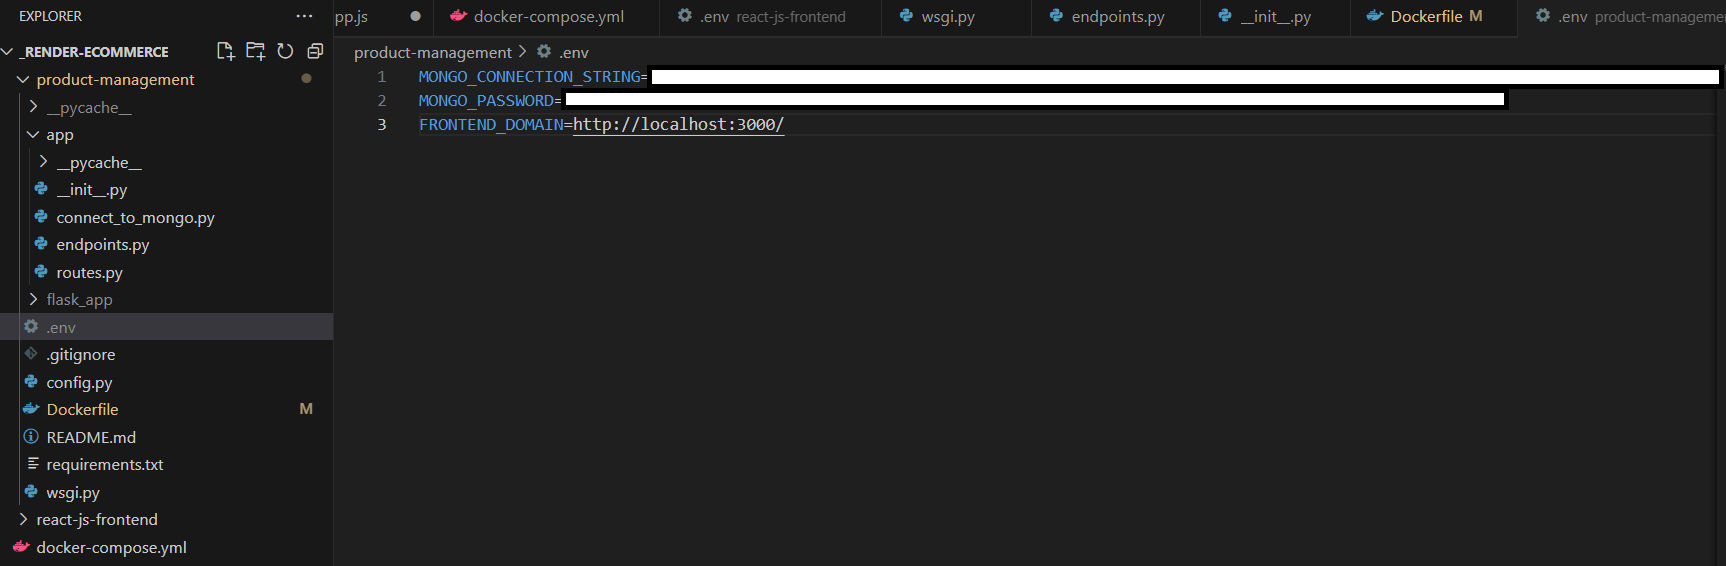 EXPLORER
_RENDER-ECOMMERCE
product-management
__pycache__
app
__pycache__
__init__.py
connect_to_mongo.py
endpoints.py
routes.py
flask_app
.env
.gitignore
config.py
Dockerfile M
README.md
requirements.txt
wsgi.py
react-js-frontend
docker-compose.yml
pp.js docker-compose.yml .env react-js-frontend wsgi.py endpoints.py __init__.py Dockerfile M .env product-manageme
product-management > .env
1 MONGO_CONNECTION_STRING=
2 MONGO_PASSWORD=
3 FRONTEND_DOMAIN=http://localhost:3000/